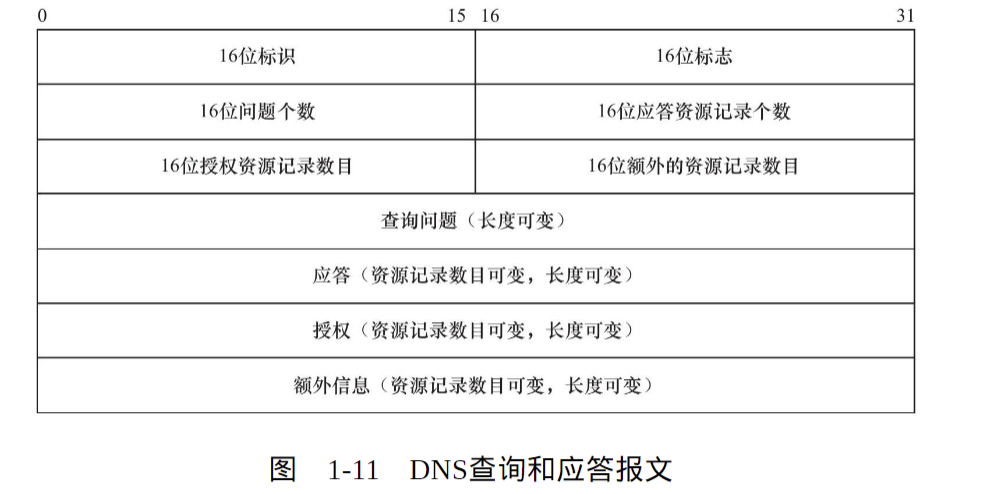 0 15 16 31
16位标识 16位标志
16位问题个数 16位应答资源记录个数
16位授权资源记录数目 16位额外的资源记录数目
查询问题（长度可变）
应答（资源记录数目可变，长度可变）
授权（资源记录数目可变，长度可变）
额外信息（资源记录数目可变，长度可变）
图 1-11 DNS查询和应答报文